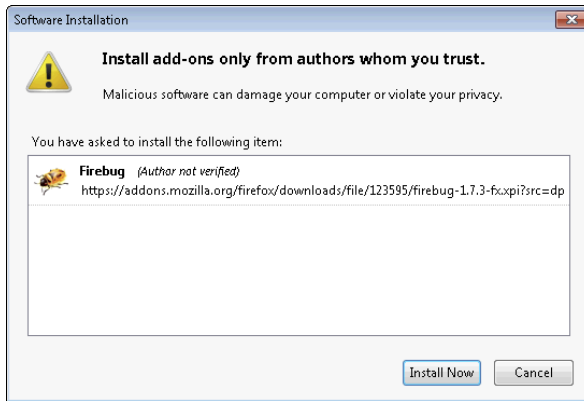 Software Installation
Install add-ons only from authors whom you trust.
Malicious software can damage your computer or violate your privacy.
You have asked to install the following item:
Firebug (Author not verified)
https://addons.mozilla.org/firefox/downloads/file/123595/firebug-1.7.3-fx.xpi?src=dp
Install Now Cancel